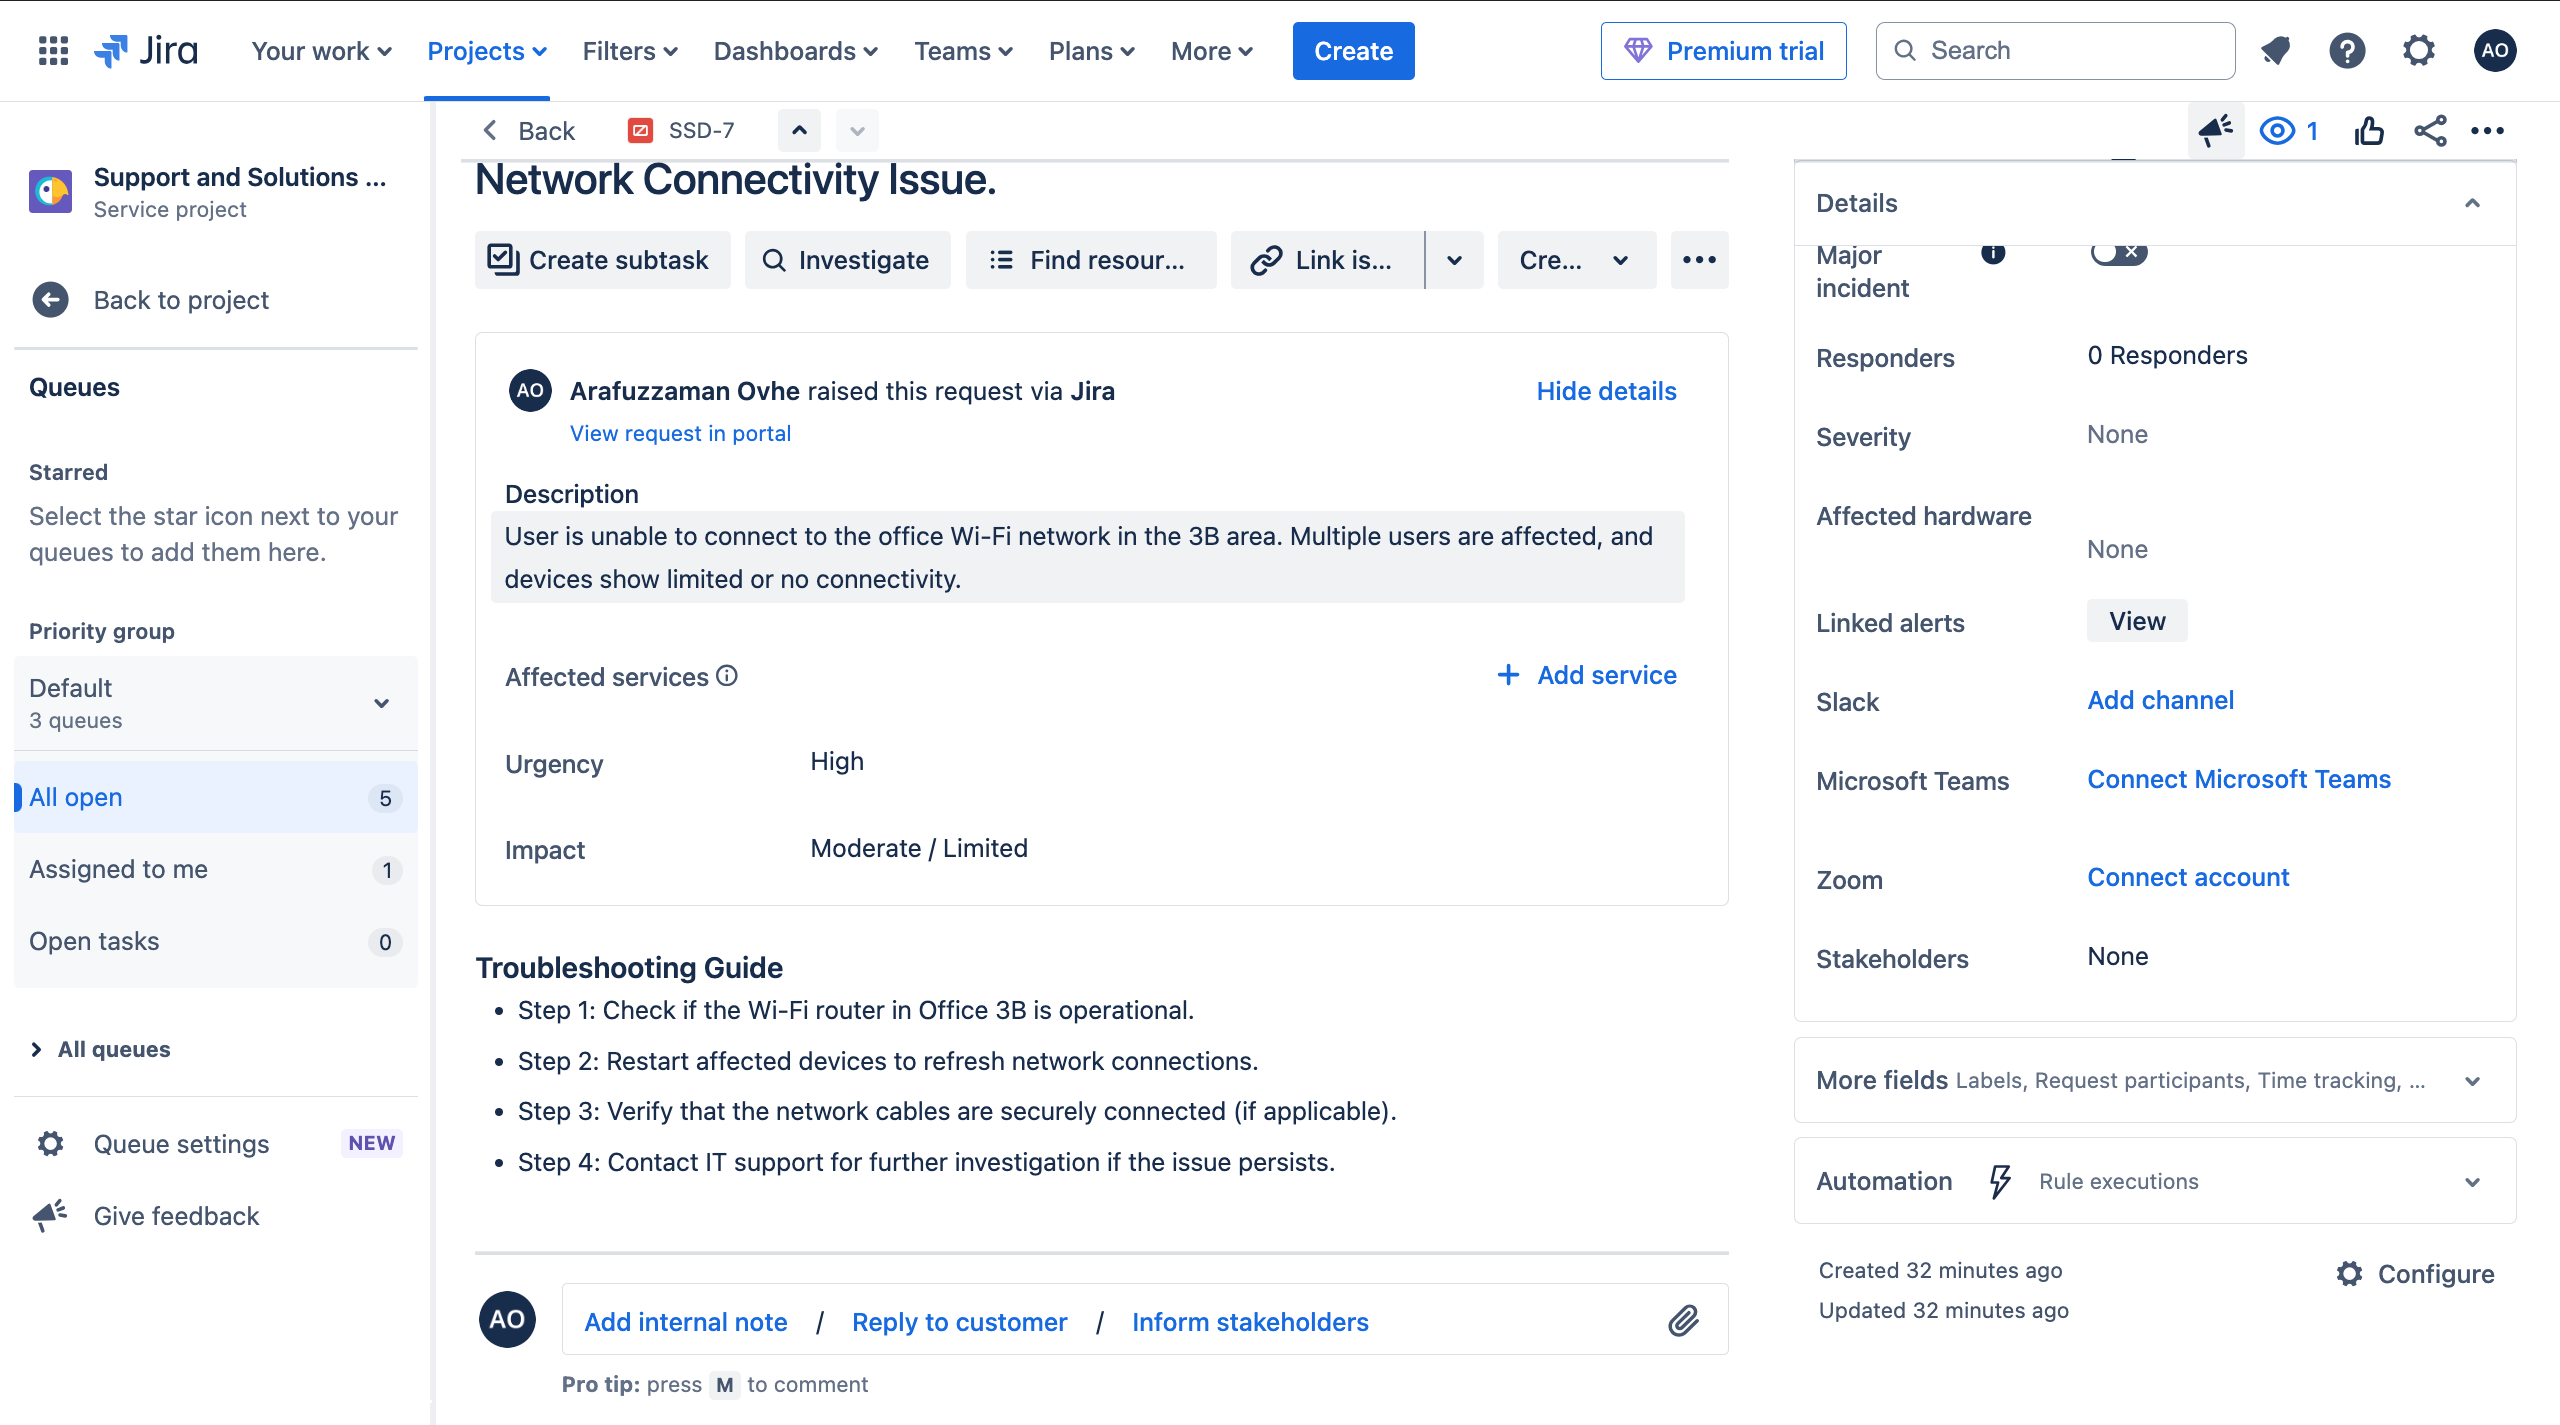 Jira
Your work
Projects
Filters
Dashboards
Teams
Plans
More
Create
Premium trial
Search
AO
Support and Solutions ...
Service project
Back to project
Queues
Starred
Select the star icon next to your
queues to add them here.
Priority group
Default
3 queues
All open 5
Assigned to me 1
Open tasks 0
All queues
Queue settings NEW
Give feedback
Back
SSD-7
1
Network Connectivity Issue.
Create subtask
Investigate
Find resour...
Link is...
Cre...
AO Arafuzzaman Ovhe raised this request via Jira
Hide details
View request in portal
Description
User is unable to connect to the office Wi-Fi network in the 3B area. Multiple users are affected, and
devices show limited or no connectivity.
Affected services
Add service
Urgency High
Impact Moderate / Limited
Troubleshooting Guide
• Step 1: Check if the Wi-Fi router in Office 3B is operational.
• Step 2: Restart affected devices to refresh network connections.
• Step 3: Verify that the network cables are securely connected (if applicable).
• Step 4: Contact IT support for further investigation if the issue persists.
AO Add internal note / Reply to customer / Inform stakeholders
Pro tip: press M to comment
Details
Major
incident
Responders 0 Responders
Severity None
Affected hardware
None
Linked alerts View
Slack Add channel
Microsoft Teams Connect Microsoft Teams
Zoom Connect account
Stakeholders None
More fields Labels, Request participants, Time tracking, ...
Automation Rule executions
Created 32 minutes ago
Configure
Updated 32 minutes ago